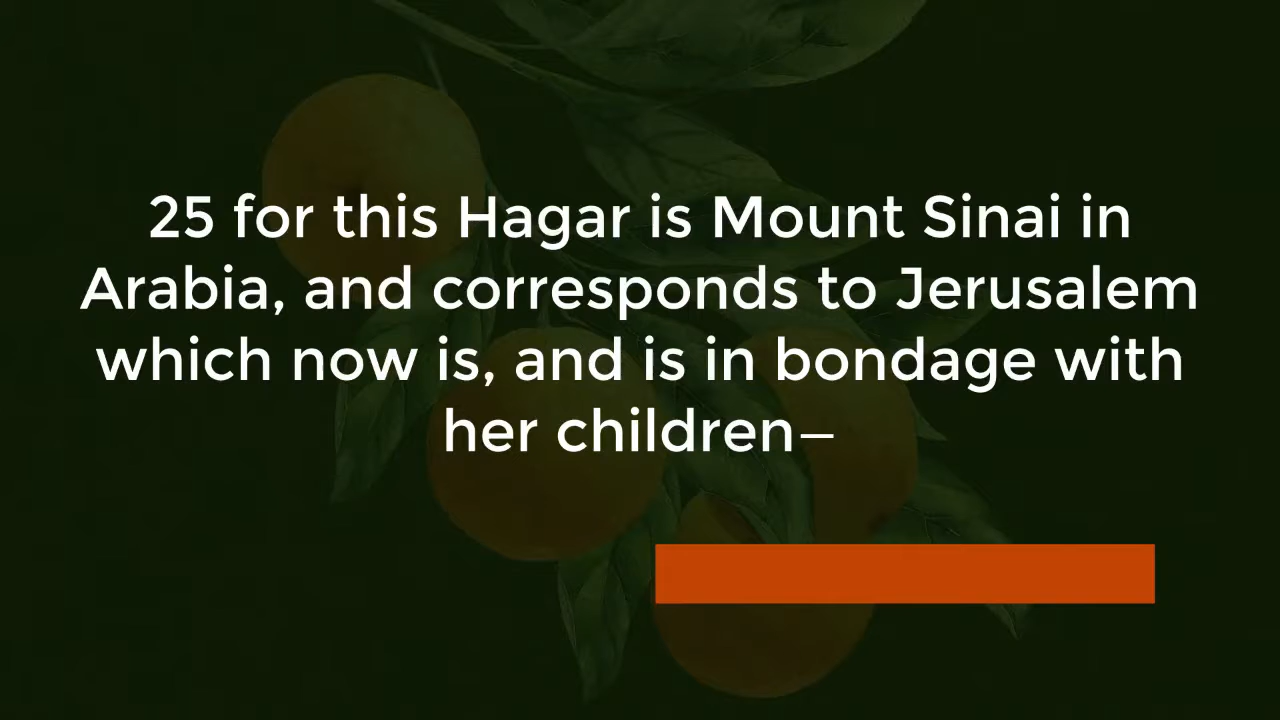 25 for this Hagar is Mount Sinai in
Arabia, and corresponds to Jerusalem
which now is, and is in bondage with
her children—